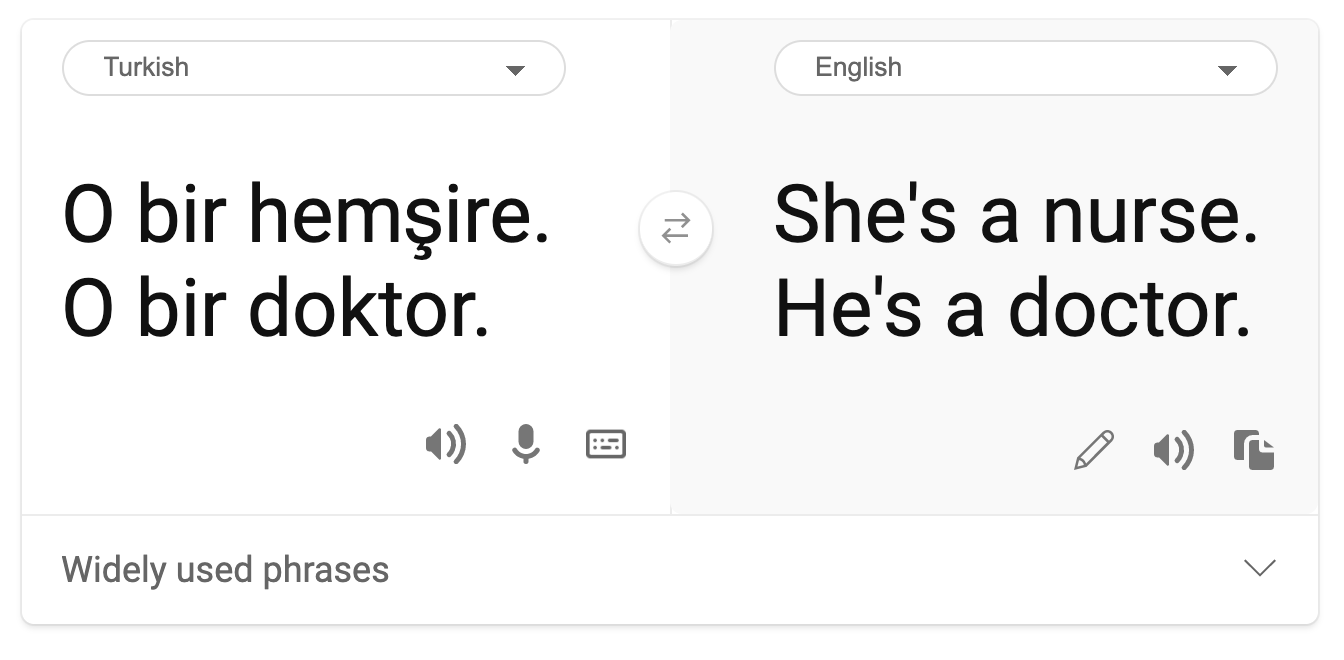 Turkish
English
O bir hemşire.
O bir doktor.
She's a nurse.
He's a doctor.
Widely used phrases